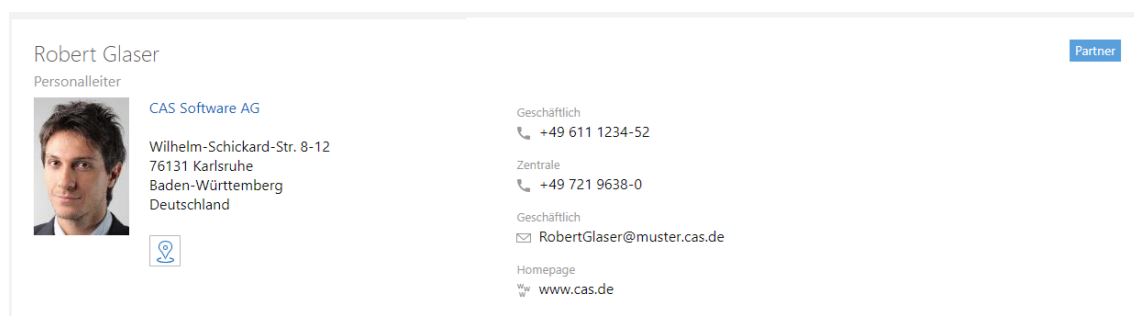 Robert Glaser
Partner
Personalleiter
CAS Software AG
Wilhelm-Schickard-Str. 8-12
76131 Karlsruhe
Baden-Württemberg
Deutschland
Geschäftlich
+49 611 1234-52
Zentrale
+49 721 9638-0
Geschäftlich
RobertGlaser@muster.cas.de
Homepage
www.cas.de